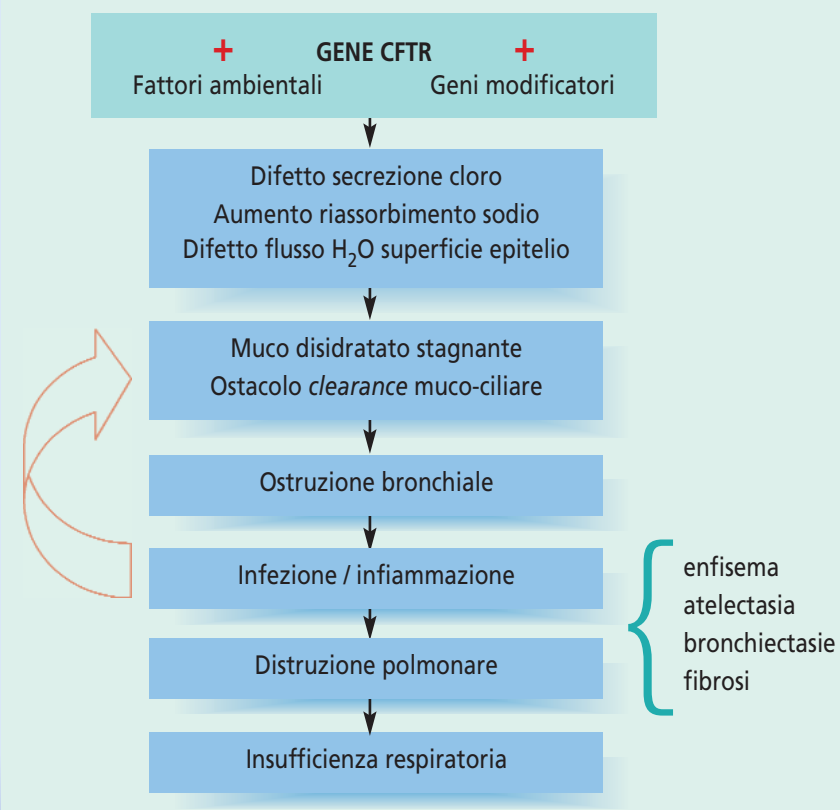 + GENE CFTR +
Fattori ambientali Geni modificatori
Difetto secrezione cloro
Aumento riassorbimento sodio
Difetto flusso H₂O superficie epitelio
Muco disidratato stagnante
Ostacolo clearance muco-ciliare
Ostruzione bronchiale
Infezione / infiammazione
Distruzione polmonare
enfisema
atelectasia
bronchiectasie
fibrosi
Insufficienza respiratoria